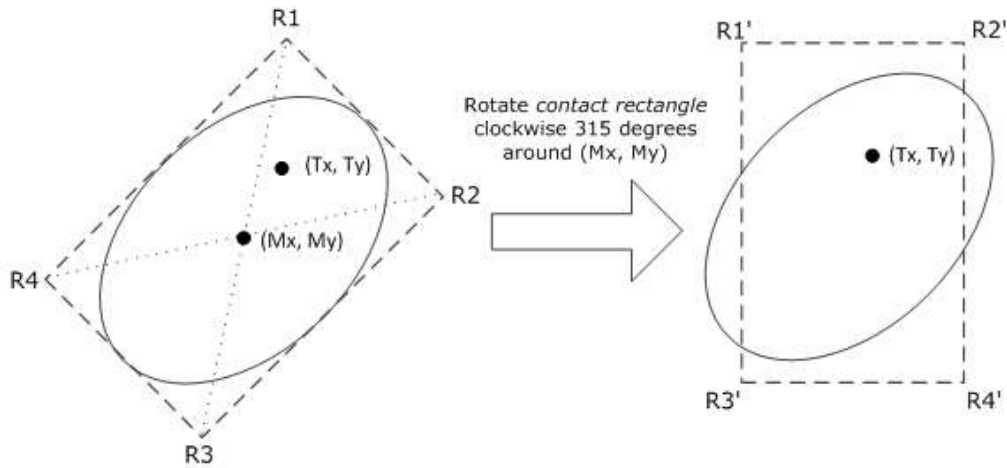 R1
(Tx, Ty)
R2
(Mx, My)
R4
R3
Rotate contact rectangle
clockwise 315 degrees
around (Mx, My)
R1'
R2'
(Tx, Ty)
R3'
R4'